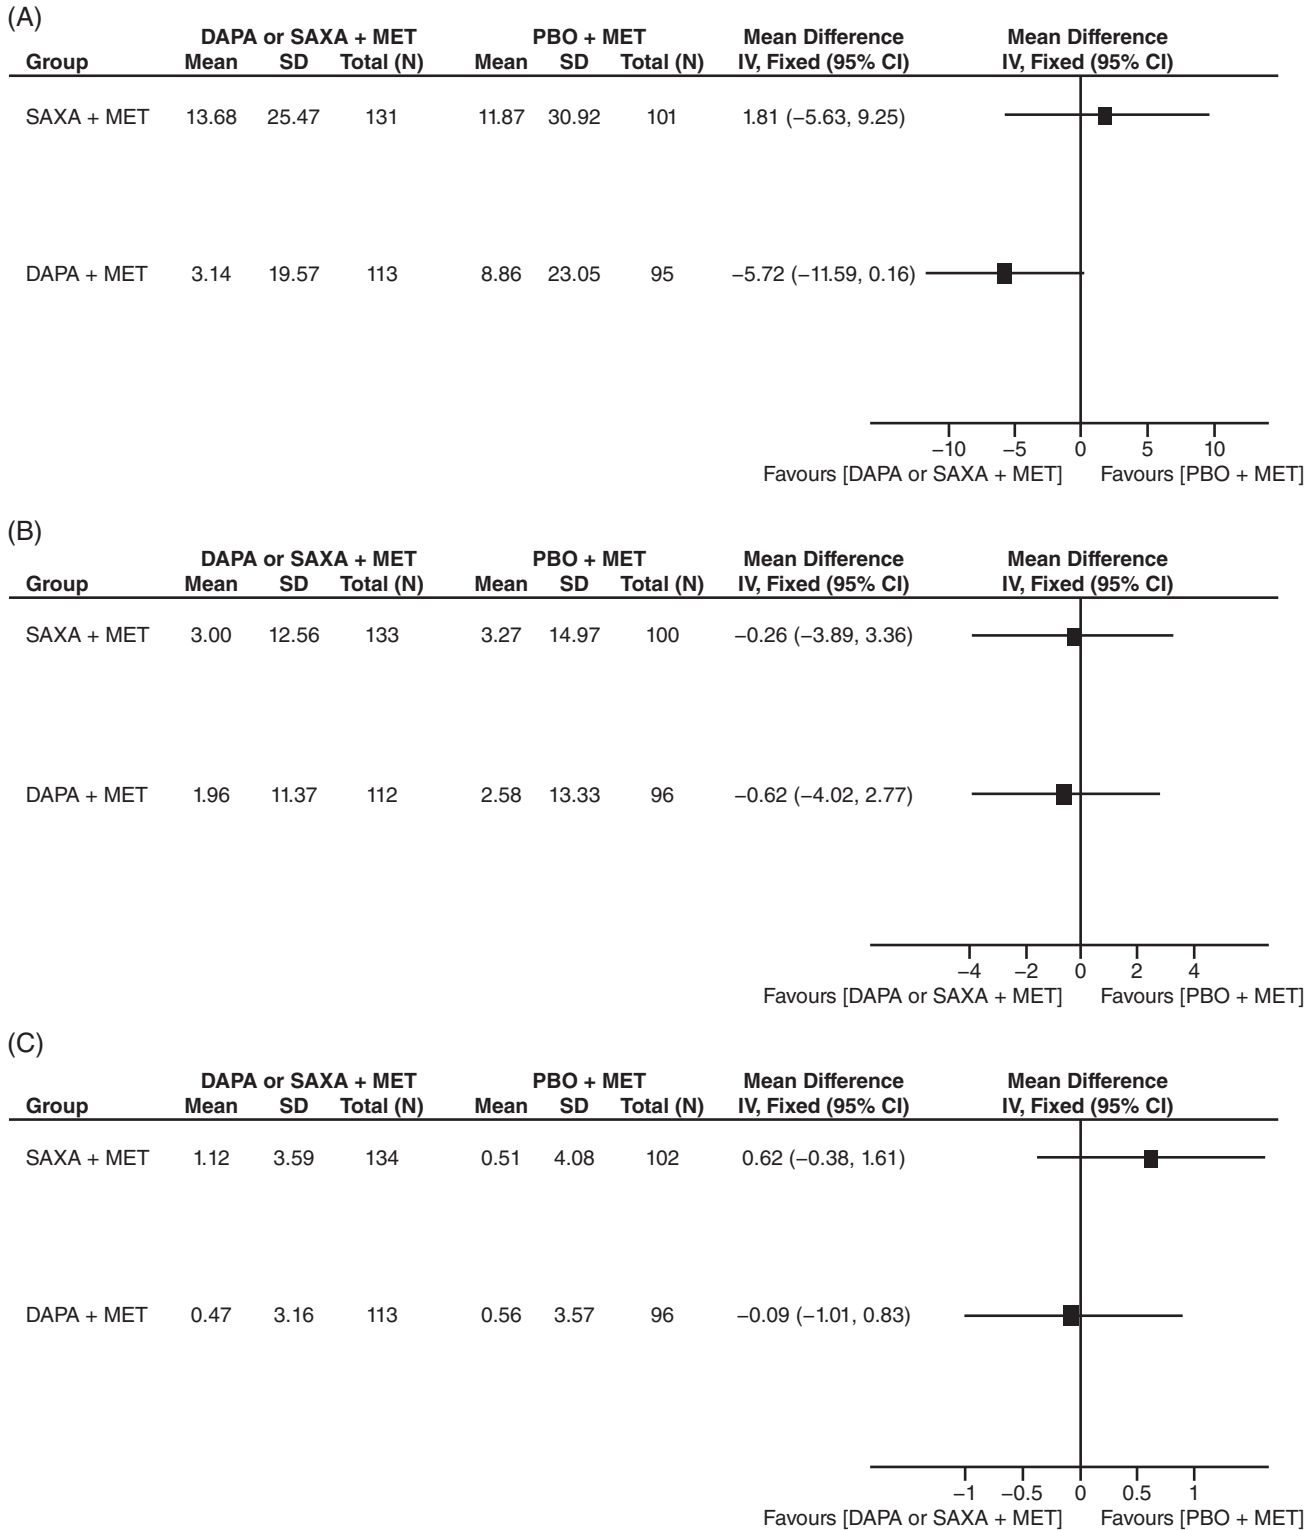 (A)
DAPA or SAXA + MET PBO + MET Mean Difference Mean Difference
Group Mean SD Total (N) Mean SD Total (N) IV, Fixed (95% CI) IV, Fixed (95% CI)
SAXA + MET 13.68 25.47 131 11.87 30.92 101 1.81 (−5.63, 9.25)
DAPA + MET 3.14 19.57 113 8.86 23.05 95 −5.72 (−11.59, 0.16)
−10 −5 0 5 10
Favours [DAPA or SAXA + MET] Favours [PBO + MET]
(B)
DAPA or SAXA + MET PBO + MET Mean Difference Mean Difference
Group Mean SD Total (N) Mean SD Total (N) IV, Fixed (95% CI) IV, Fixed (95% CI)
SAXA + MET 3.00 12.56 133 3.27 14.97 100 −0.26 (−3.89, 3.36)
DAPA + MET 1.96 11.37 112 2.58 13.33 96 −0.62 (−4.02, 2.77)
−4 −2 0 2 4
Favours [DAPA or SAXA + MET] Favours [PBO + MET]
(C)
DAPA or SAXA + MET PBO + MET Mean Difference Mean Difference
Group Mean SD Total (N) Mean SD Total (N) IV, Fixed (95% CI) IV, Fixed (95% CI)
SAXA + MET 1.12 3.59 134 0.51 4.08 102 0.62 (−0.38, 1.61)
DAPA + MET 0.47 3.16 113 0.56 3.57 96 −0.09 (−1.01, 0.83)
−1 −0.5 0 0.5 1
Favours [DAPA or SAXA + MET] Favours [PBO + MET]